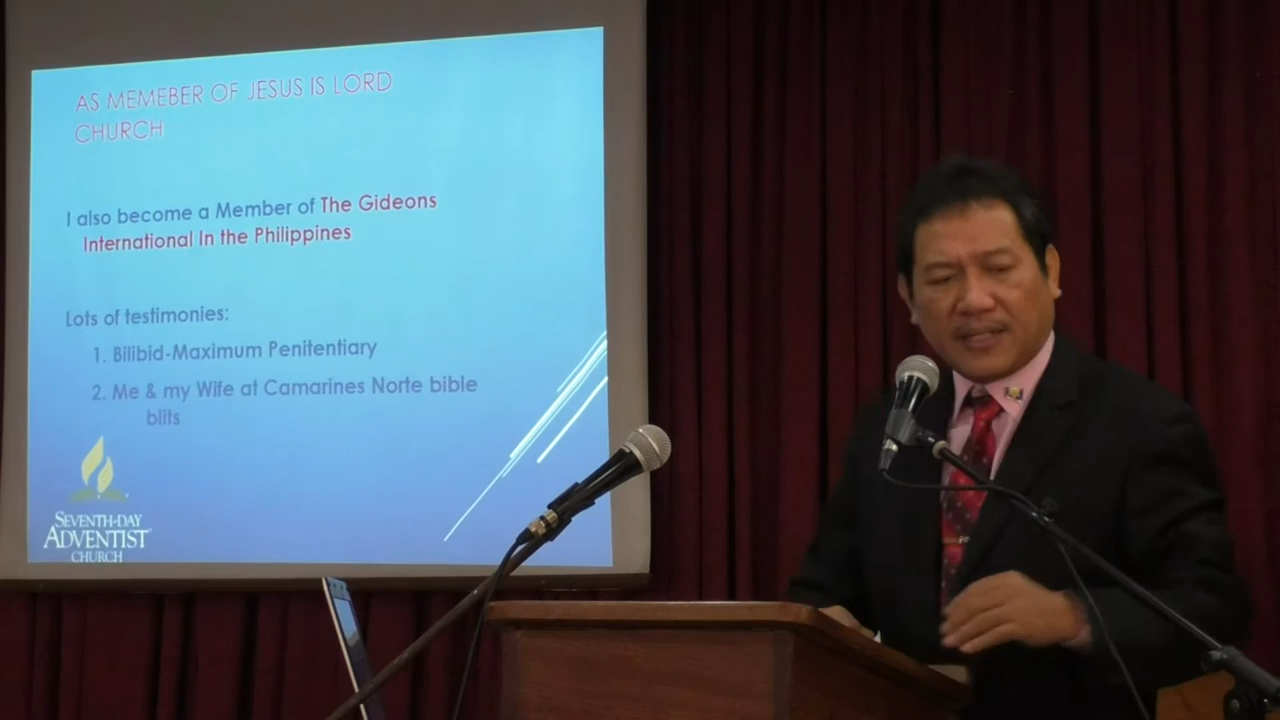 AS MEMEBER OF JESUS IS LORD
CHURCH
I also become a Member of The Gideons
International In the Philippines
Lots of testimonies:
1. Bilibid-Maximum Penitentiary
2. Me & my Wife at Camarines Norte bible
blits
SEVENTH-DAY
ADVENTIST
CHURCH